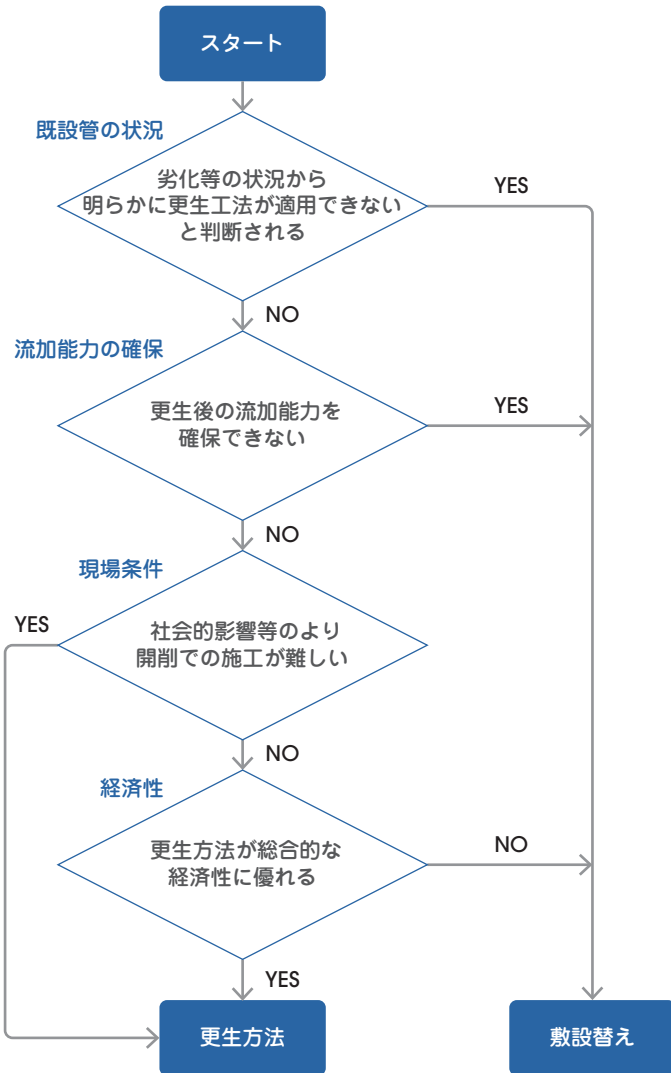 スタート
既設管の状況
劣化等の状況から
明らかに更生工法が適用できない
と判断される
YES
NO
流加能力の確保
更生後の流加能力を
確保できない
YES
NO
現場条件
YES
社会的影響等のより
開削での施工が難しい
NO
経済性
更生方法が総合的な
経済性に優れる
NO
YES
更生方法
敷設替え